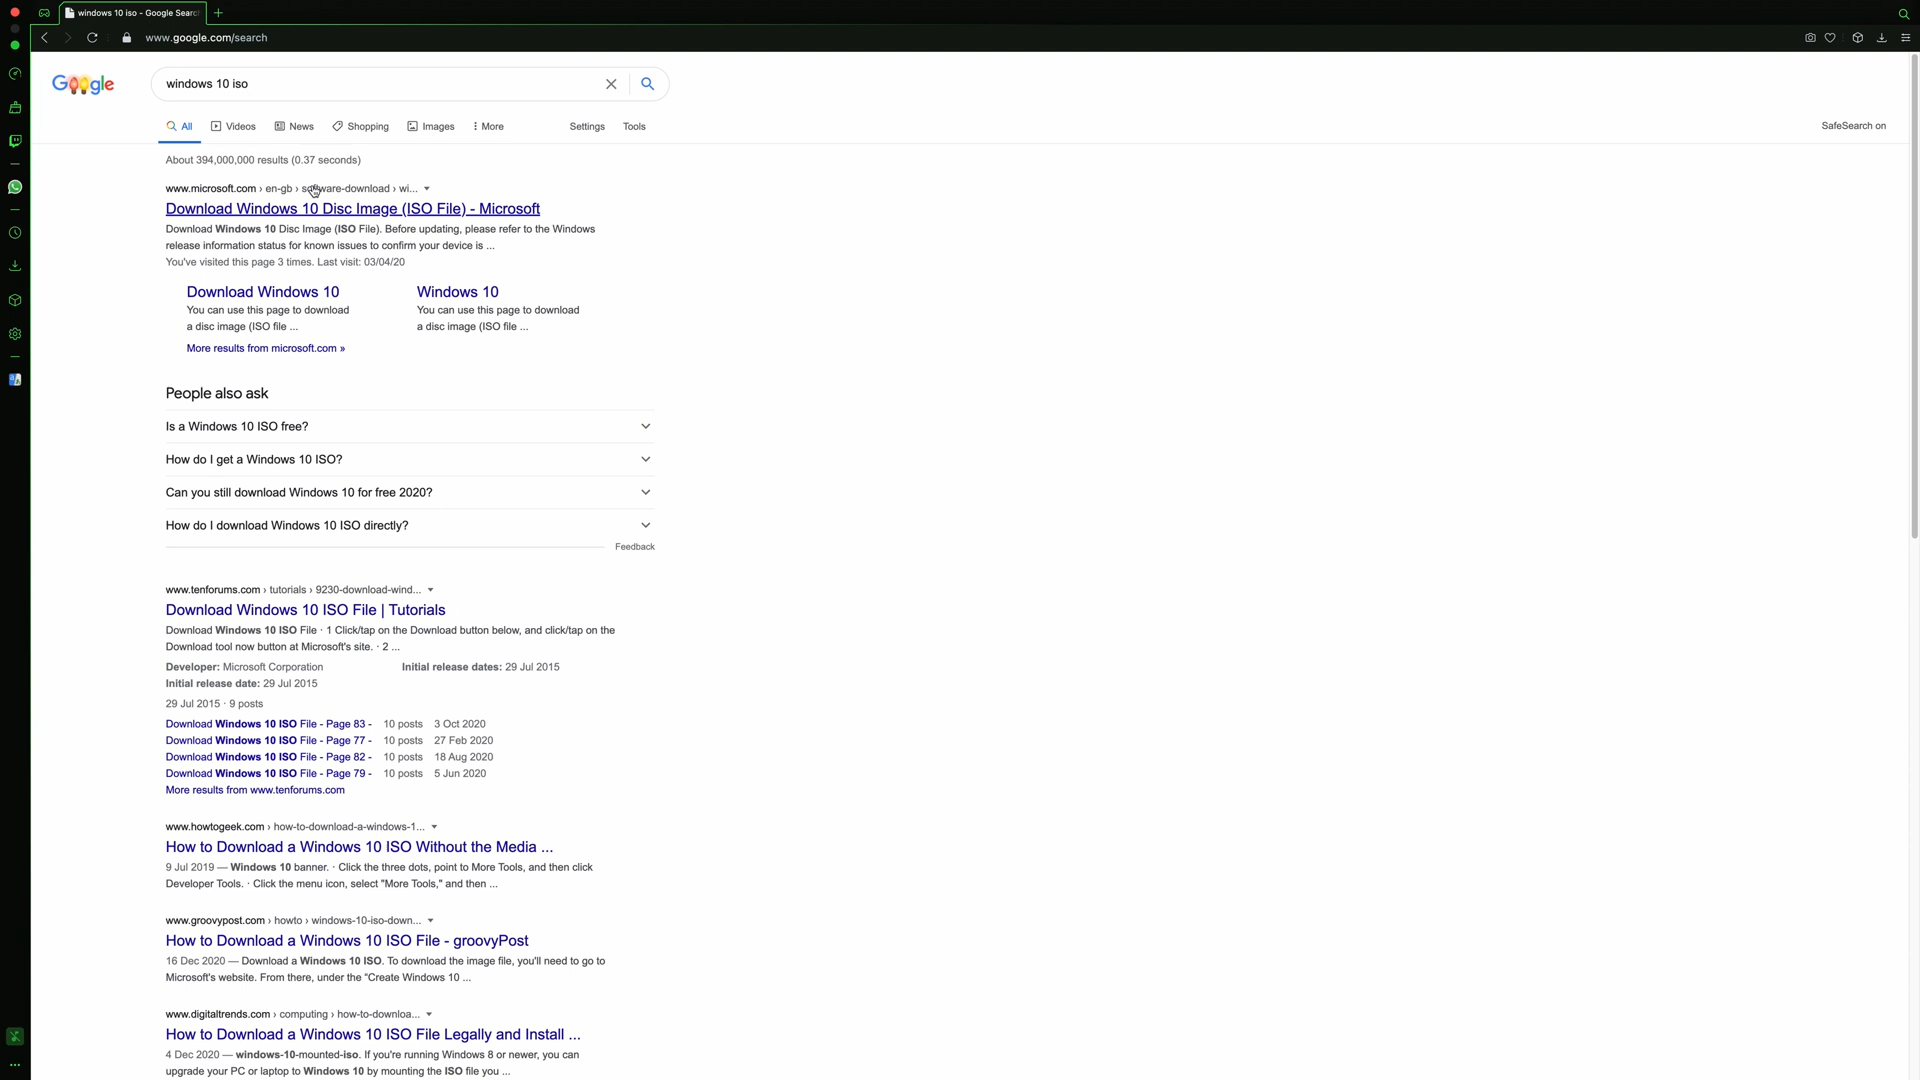 windows 10 iso - Google Search
www.google.com/search
Google
windows 10 iso
All
Videos
News
Shopping
Images
More
Settings
Tools
SafeSearch on
About 394,000,000 results (0.37 seconds)
www.microsoft.com › en-gb › software-download › wi...
Download Windows 10 Disc Image (ISO File) - Microsoft
Download Windows 10 Disc Image (ISO File). Before updating, please refer to the Windows
release information status for known issues to confirm your device is ...
You've visited this page 3 times. Last visit: 03/04/20
Download Windows 10
You can use this page to download
a disc image (ISO file ...
Windows 10
You can use this page to download
a disc image (ISO file ...
More results from microsoft.com »
People also ask
Is a Windows 10 ISO free?
How do I get a Windows 10 ISO?
Can you still download Windows 10 for free 2020?
How do I download Windows 10 ISO directly?
Feedback
www.tenforums.com › tutorials › 9230-download-wind...
Download Windows 10 ISO File | Tutorials
Download Windows 10 ISO File · 1 Click/tap on the Download button below, and click/tap on the
Download tool now button at Microsoft's site. · 2 ...
Developer: Microsoft Corporation
Initial release dates: 29 Jul 2015
Initial release date: 29 Jul 2015
29 Jul 2015 · 9 posts
Download Windows 10 ISO File - Page 83 - 10 posts 3 Oct 2020
Download Windows 10 ISO File - Page 77 - 10 posts 27 Feb 2020
Download Windows 10 ISO File - Page 82 - 10 posts 18 Aug 2020
Download Windows 10 ISO File - Page 79 - 10 posts 5 Jun 2020
More results from www.tenforums.com
www.howtogeek.com › how-to-download-a-windows-1...
How to Download a Windows 10 ISO Without the Media ...
9 Jul 2019 — Windows 10 banner. · Click the three dots, point to More Tools, and then click
Developer Tools. · Click the menu icon, select "More Tools," and then ...
www.groovypost.com › howto › windows-10-iso-down...
How to Download a Windows 10 ISO File - groovyPost
16 Dec 2020 — Download a Windows 10 ISO. To download the image file, you'll need to go to
Microsoft's website. From there, under the "Create Windows 10 ...
www.digitaltrends.com › computing › how-to-downloa...
How to Download a Windows 10 ISO File Legally and Install ...
4 Dec 2020 — windows-10-mounted-iso. If you're running Windows 8 or newer, you can
upgrade your PC or laptop to Windows 10 by mounting the ISO file you ...